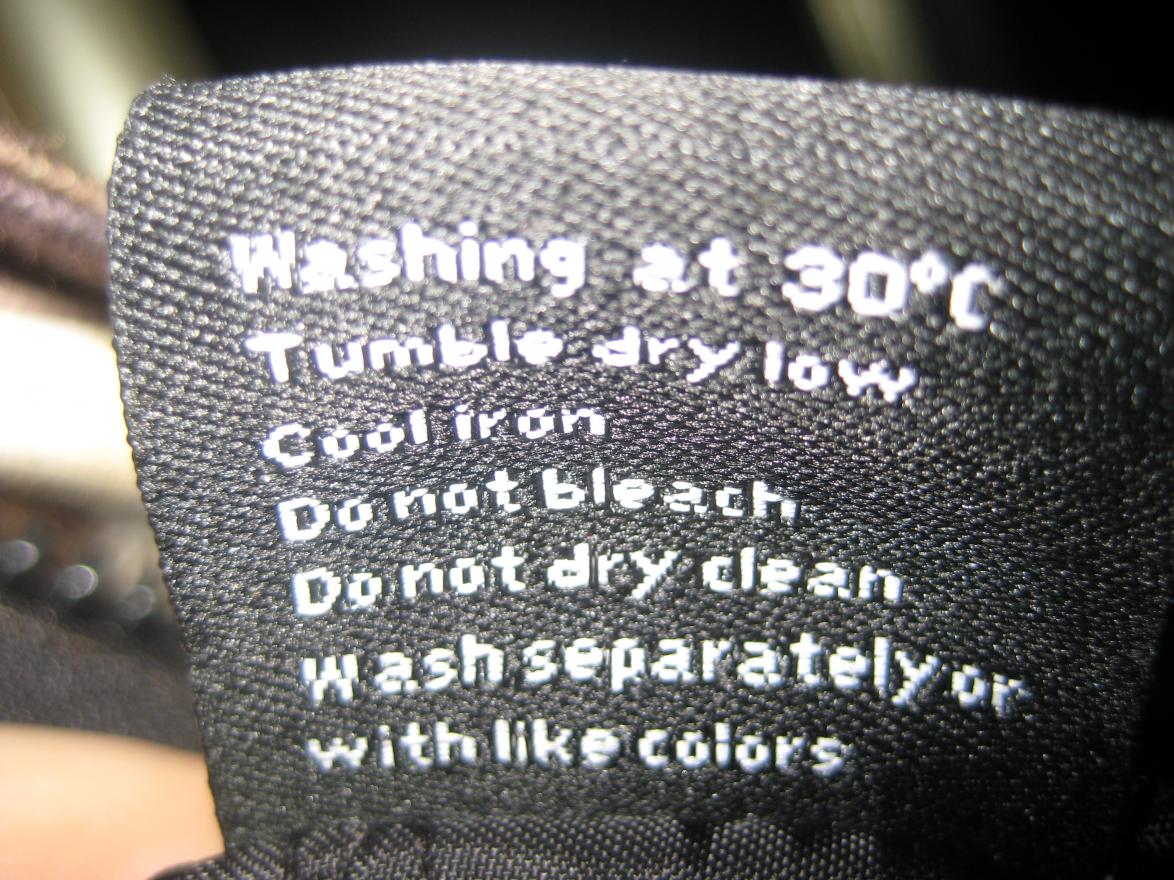 Washing at 30°C
Tumble dry low
Cool iron
Do not bleach
Do not dry clean
Wash separately or
with like colors